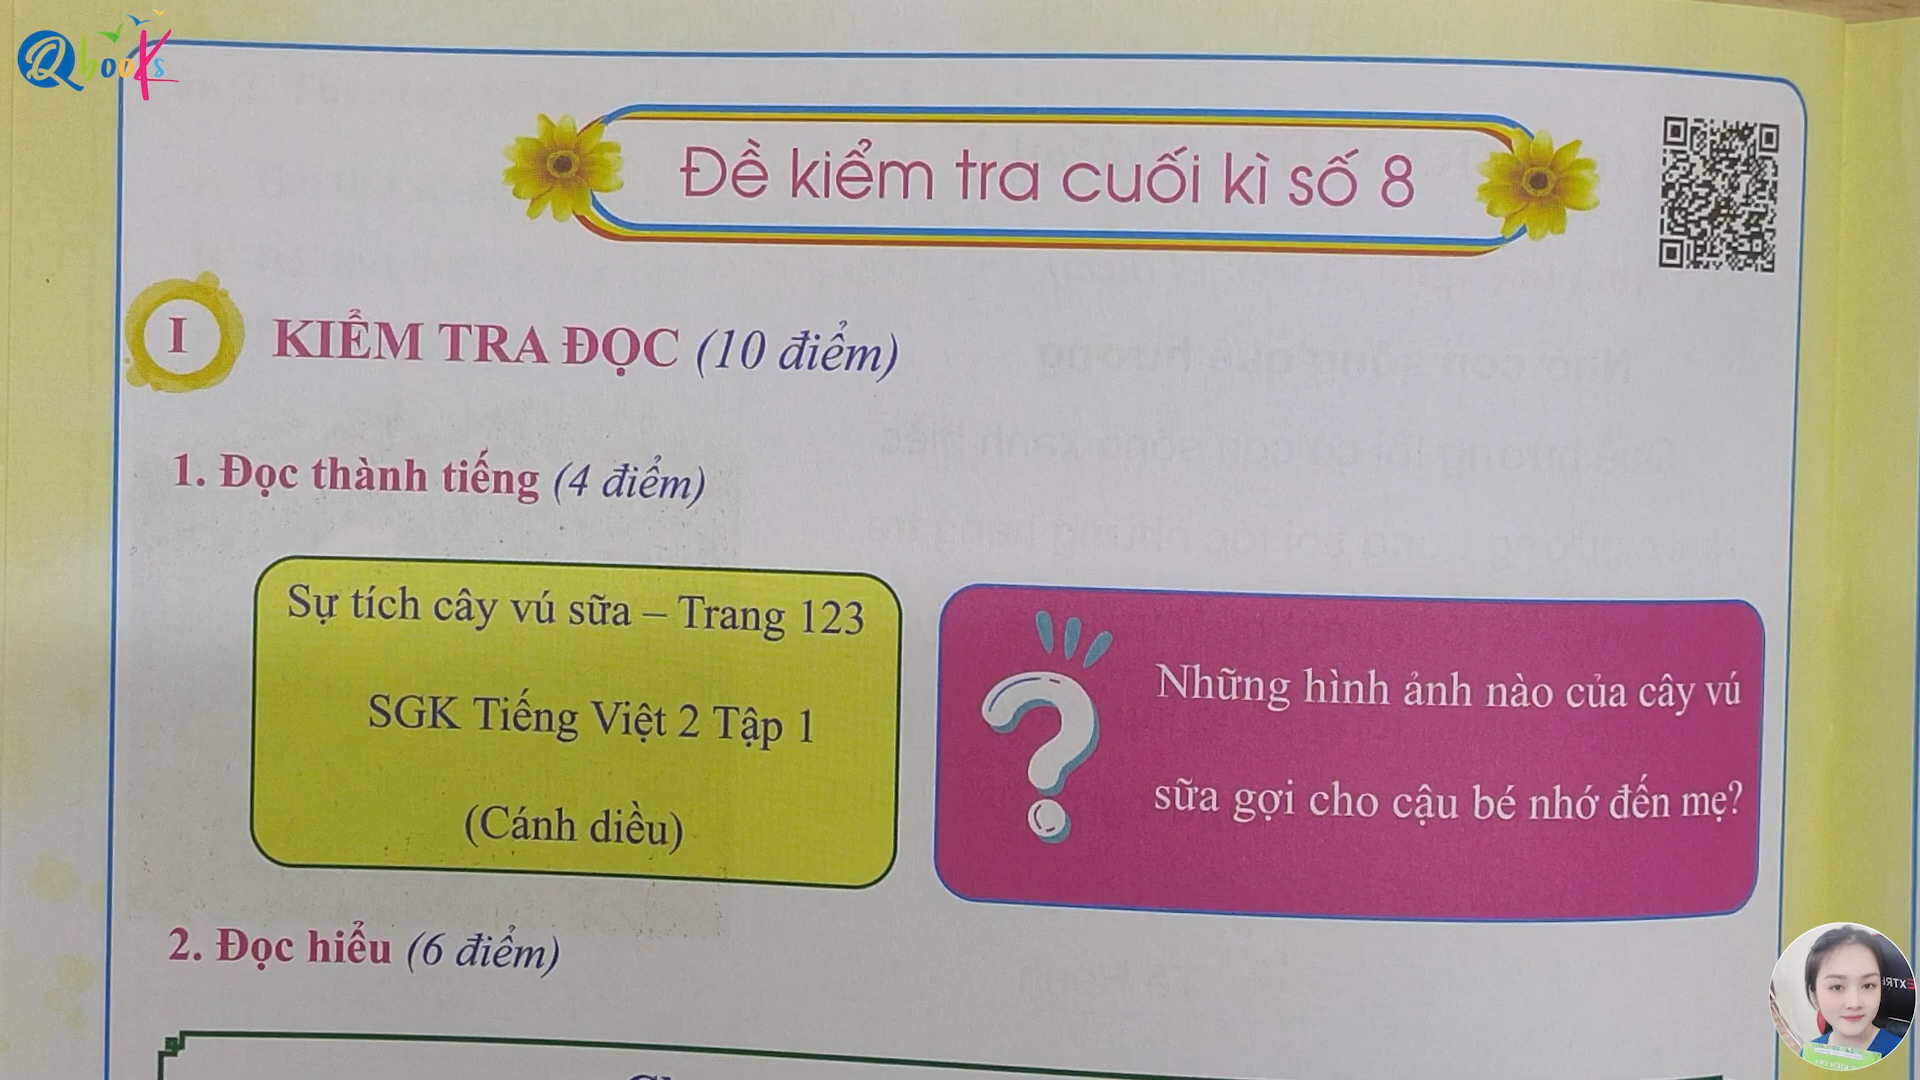 Qbooks
Đề kiểm tra cuối kì số 8
I KIỂM TRA ĐỌC (10 điểm)
1. Đọc thành tiếng (4 điểm)
Sự tích cây vú sữa – Trang 123
SGK Tiếng Việt 2 Tập 1
(Cánh diều)
Những hình ảnh nào của cây vú
sữa gợi cho cậu bé nhớ đến mẹ?
2. Đọc hiểu (6 điểm)